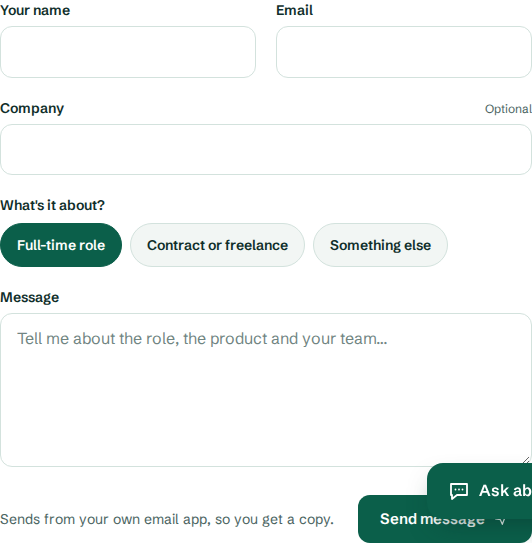 Your name
Email
Company
Optional
What's it about?
Full-time role
Contract or freelance
Something else
Message
Tell me about the role, the product and your team...
Ask ab
Sends from your own email app, so you get a copy.
Send message